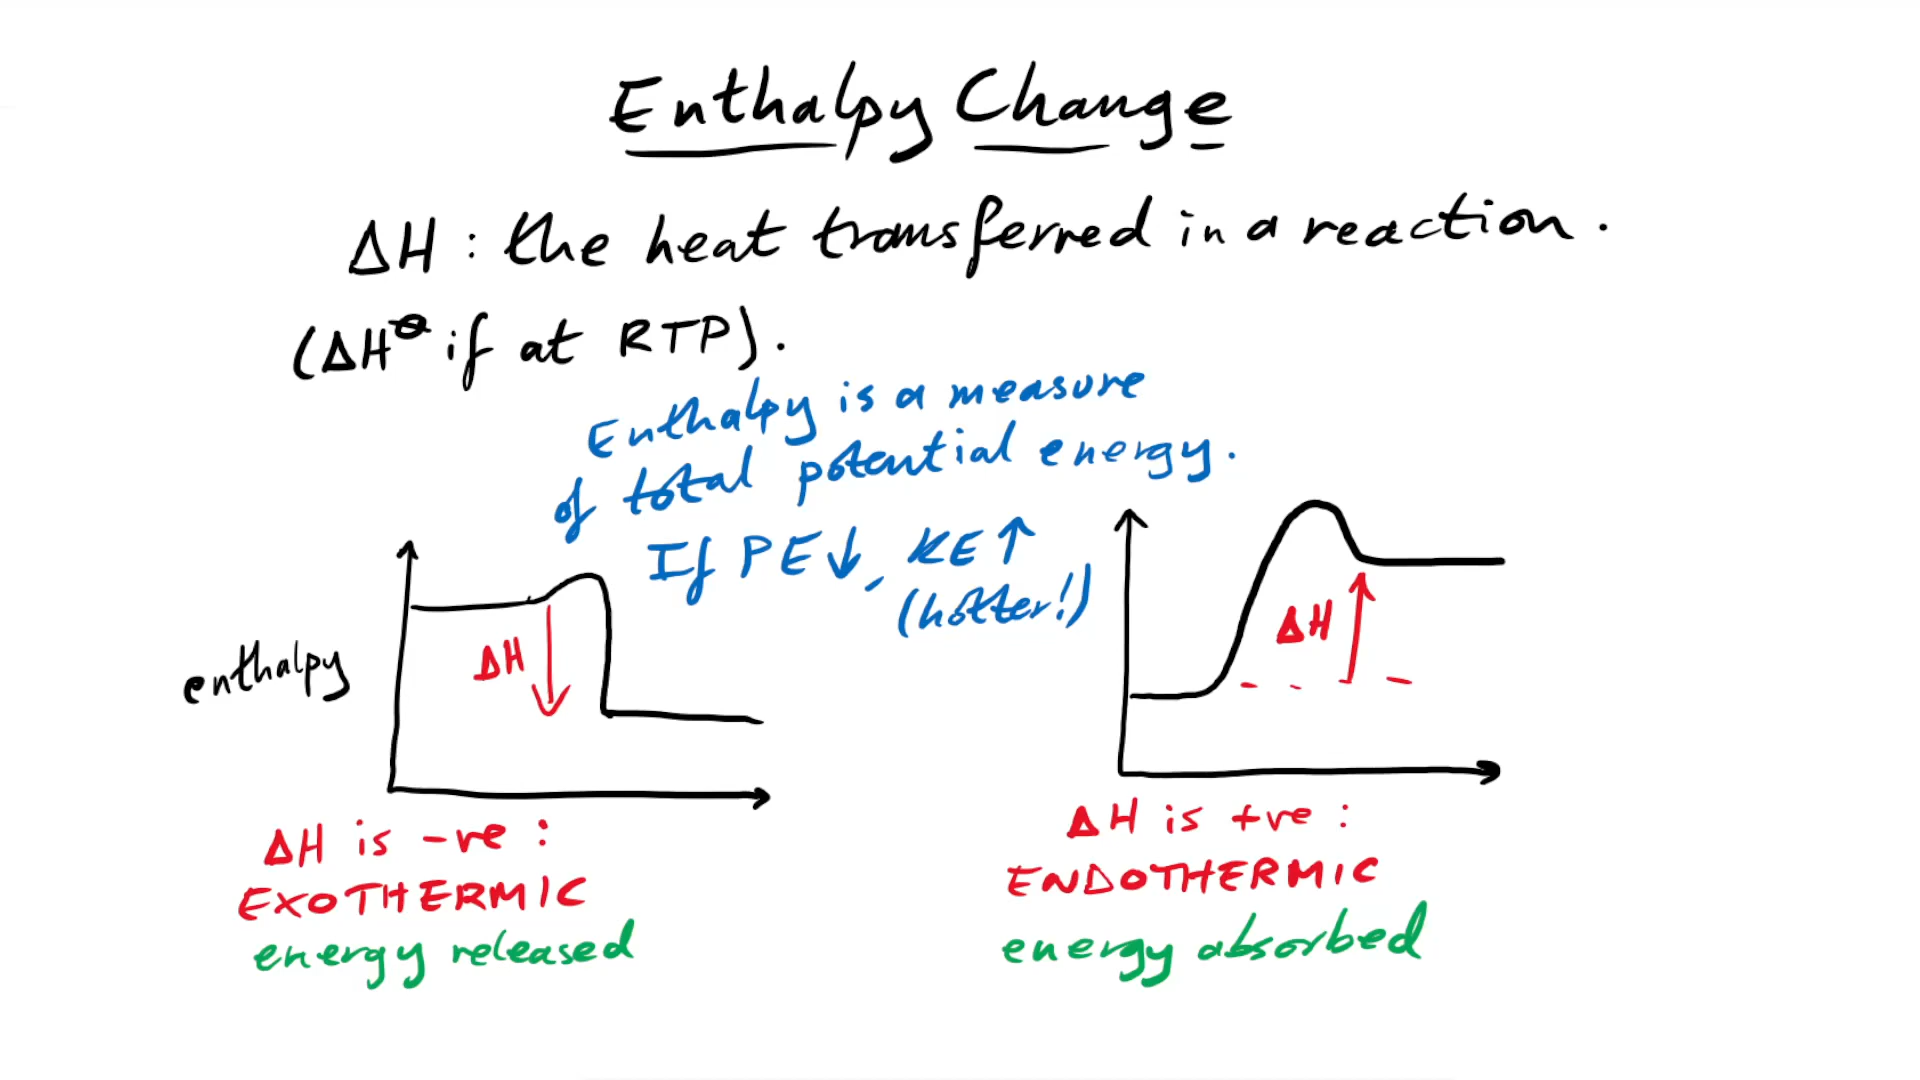 Enthalpy Change
ΔH : the heat transferred in a reaction.
(ΔH⊖ if at RTP).
Enthalpy is a measure
of total potential energy.
If PE↓, KE↑
(hotter!)
enthalpy
ΔH
ΔH
ΔH is -ve :
EXOTHERMIC
energy released
ΔH is +ve :
ENDOTHERMIC
energy absorbed